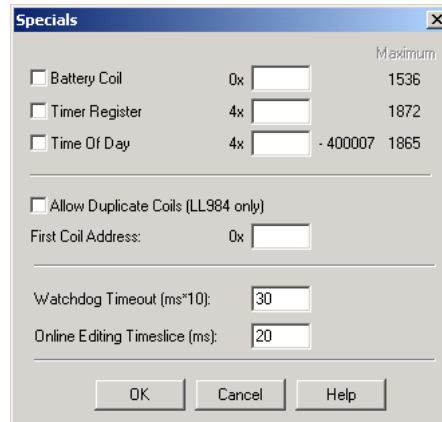 Specials
Maximum
Battery Coil 0x 1536
Timer Register 4x 1872
Time Of Day 4x - 400007 1865
Allow Duplicate Coils (LL984 only)
First Coil Address: 0x
Watchdog Timeout (ms*10): 30
Online Editing Timeslice (ms): 20
OK Cancel Help